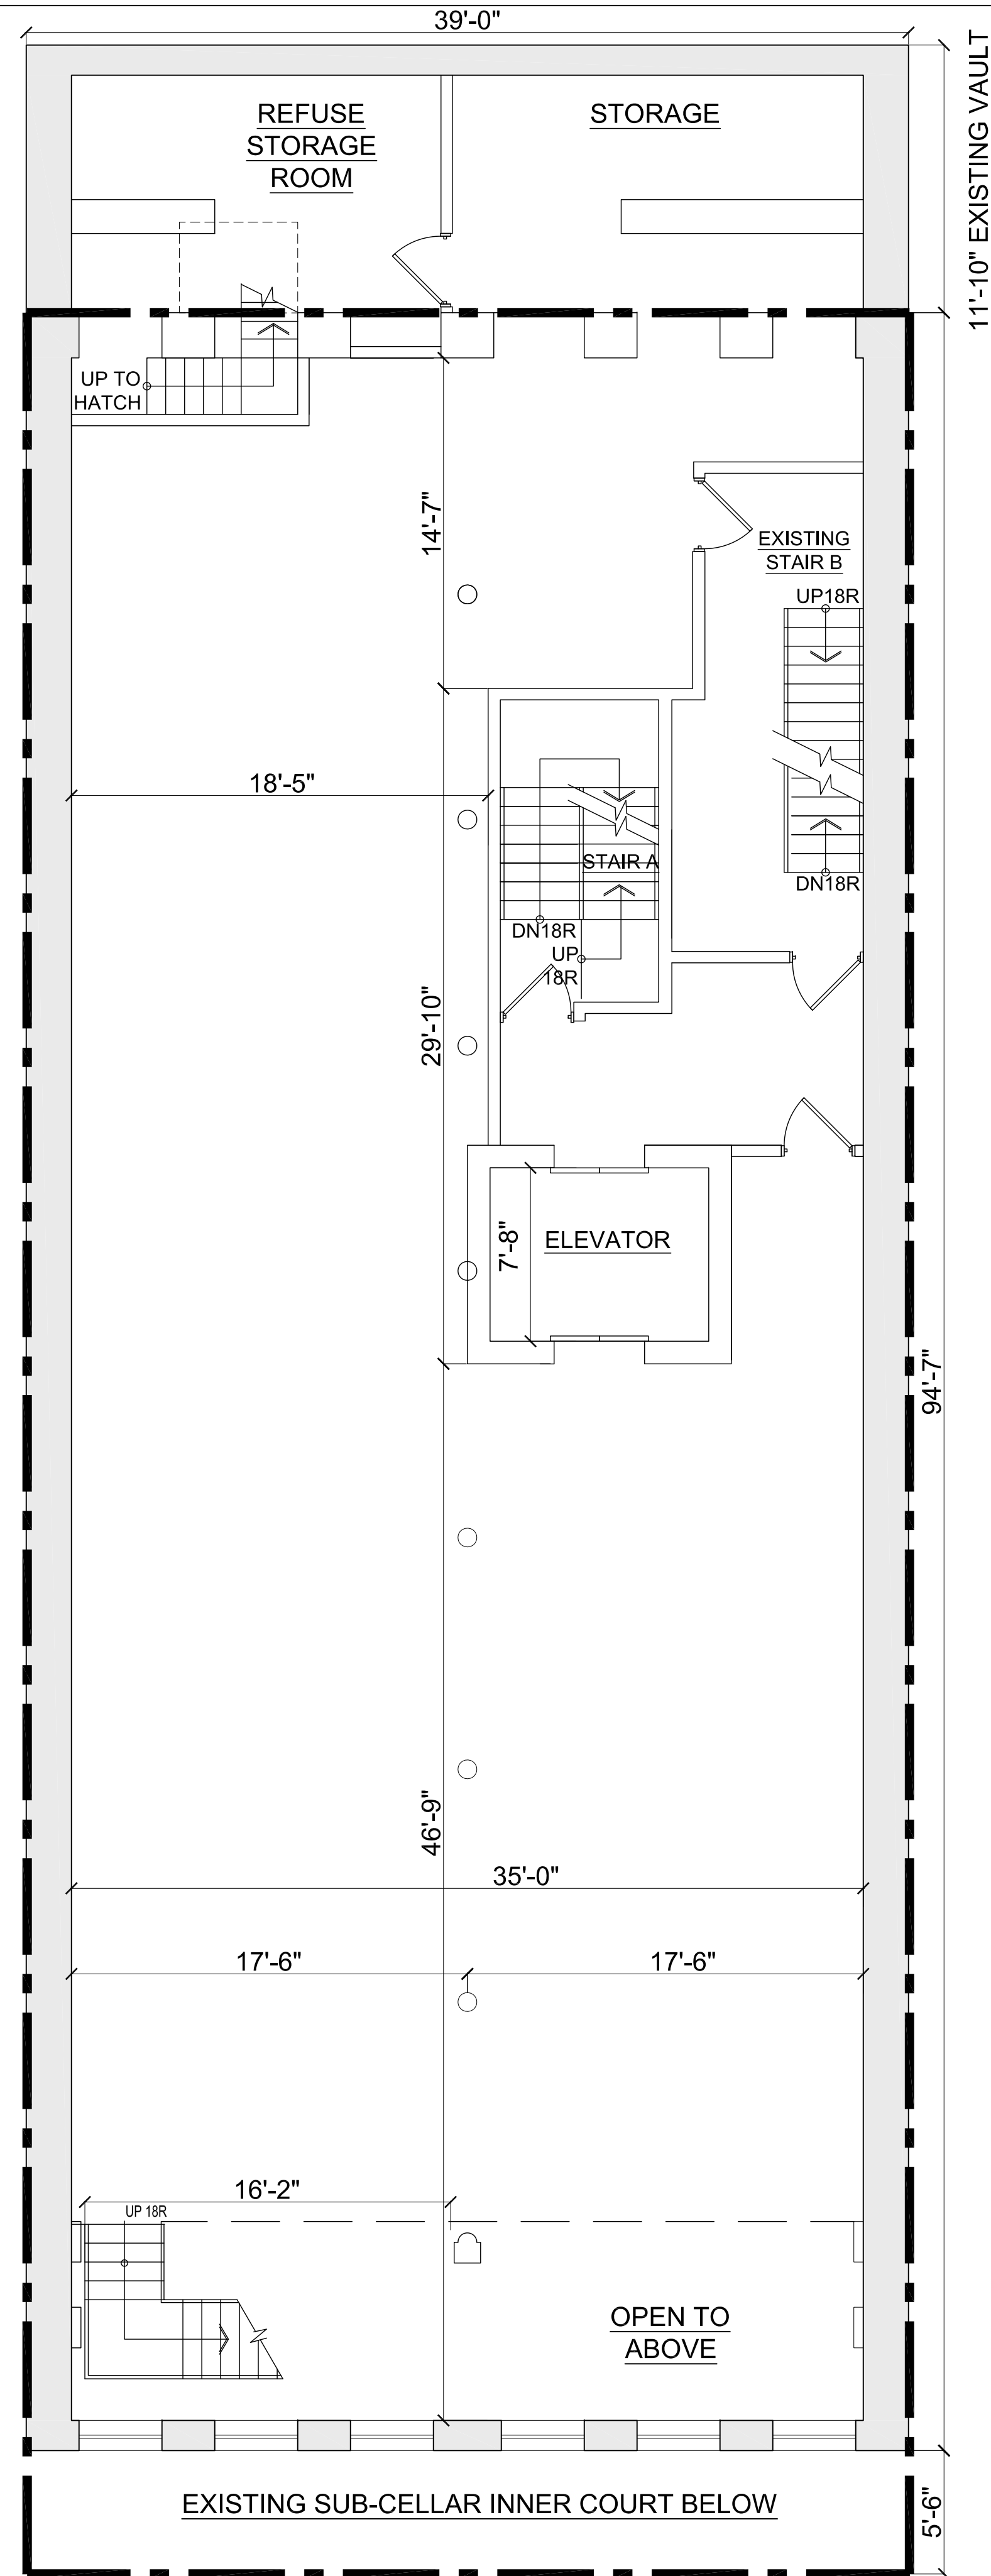 39'-0"
11'-10" EXISTING VAULT
REFUSE
STORAGE
ROOM
STORAGE
UP TO
HATCH
14'-7"
EXISTING
STAIR B
UP18R
18'-5"
STAIR A
DN18R
DN18R
UP
18R
29'-10"
7'-8"
ELEVATOR
94'-7"
46'-9"
35'-0"
17'-6"
17'-6"
16'-2"
UP 18R
OPEN TO
ABOVE
EXISTING SUB-CELLAR INNER COURT BELOW
5'-6"